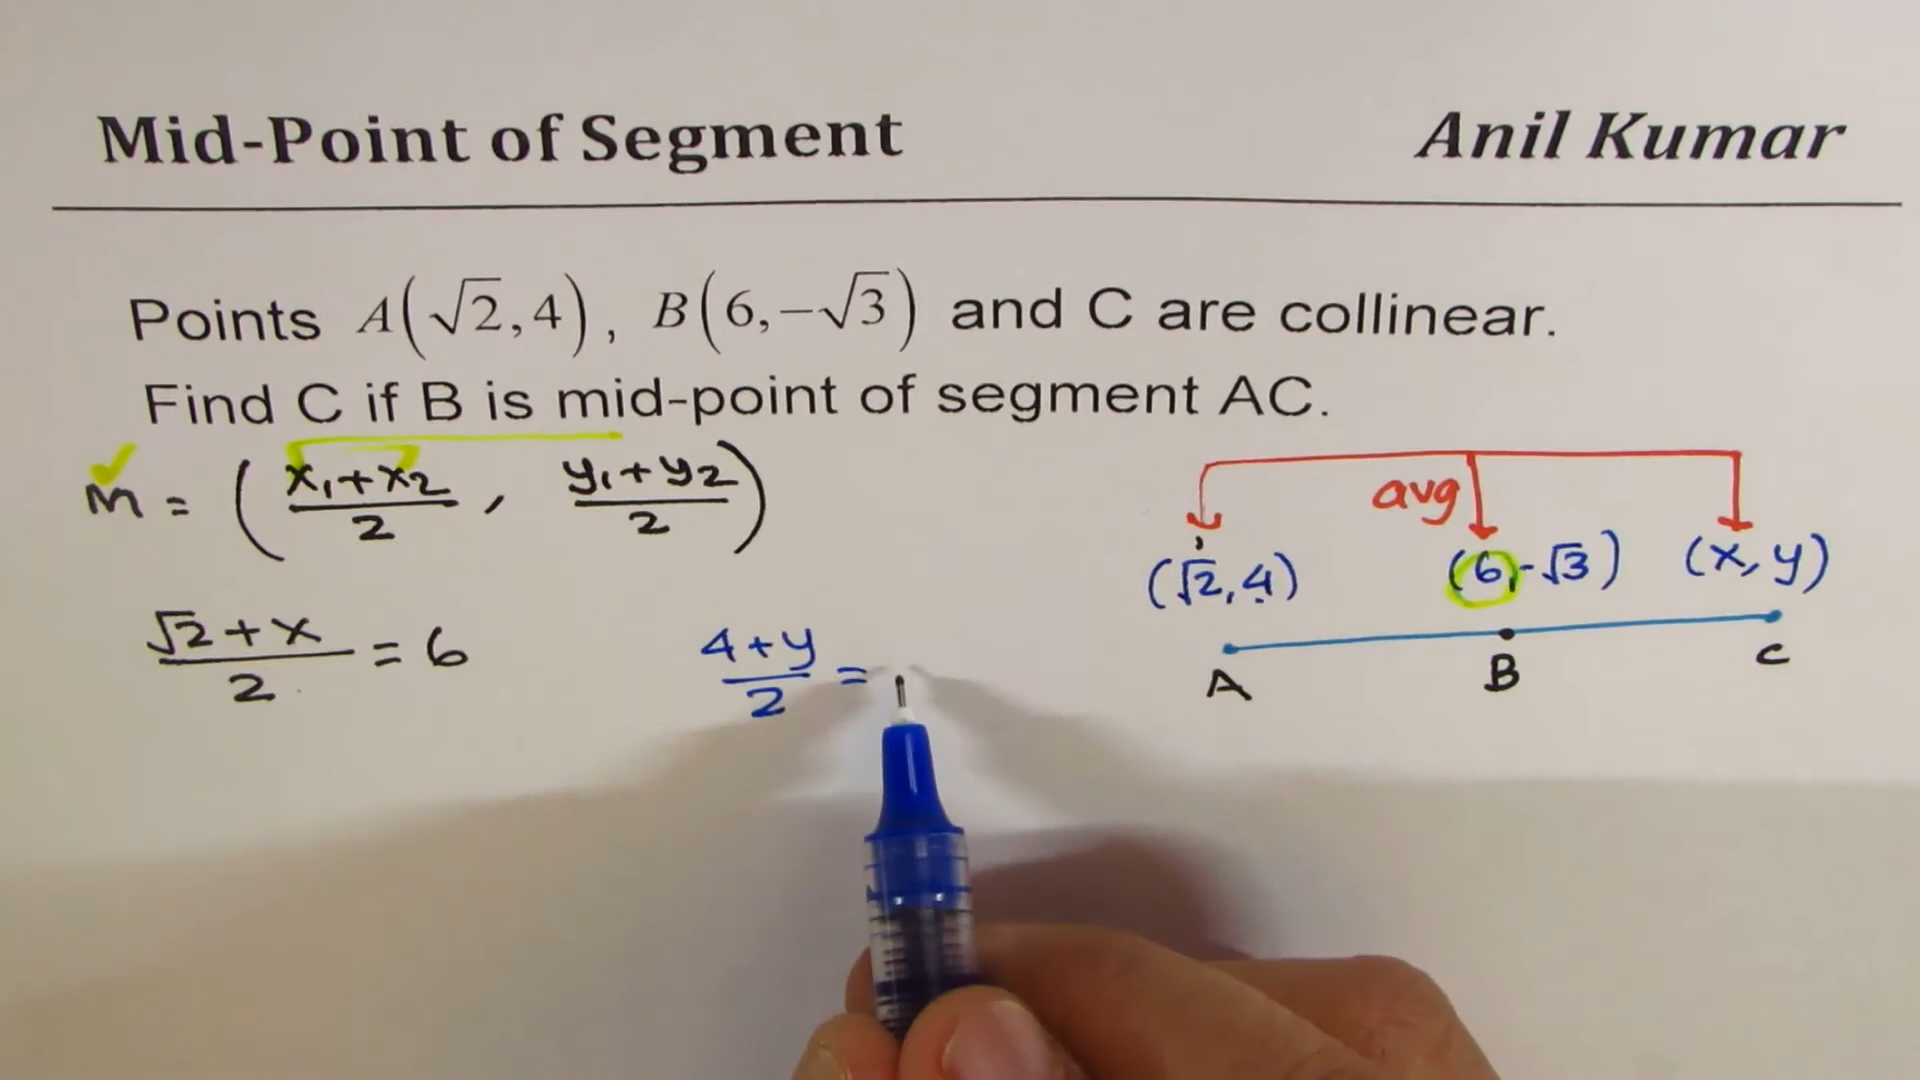 Mid-Point of Segment Anil Kumar
Points A(√2, 4), B(6, −√3) and C are collinear.
Find C if B is mid-point of segment AC.
M = ( (x₁+x₂)/2 , (y₁+y₂)/2 )
avg
(√2, 4) (6, -√3) (x, y)
A B C
(√2+x)/2 = 6 (4+y)/2 =